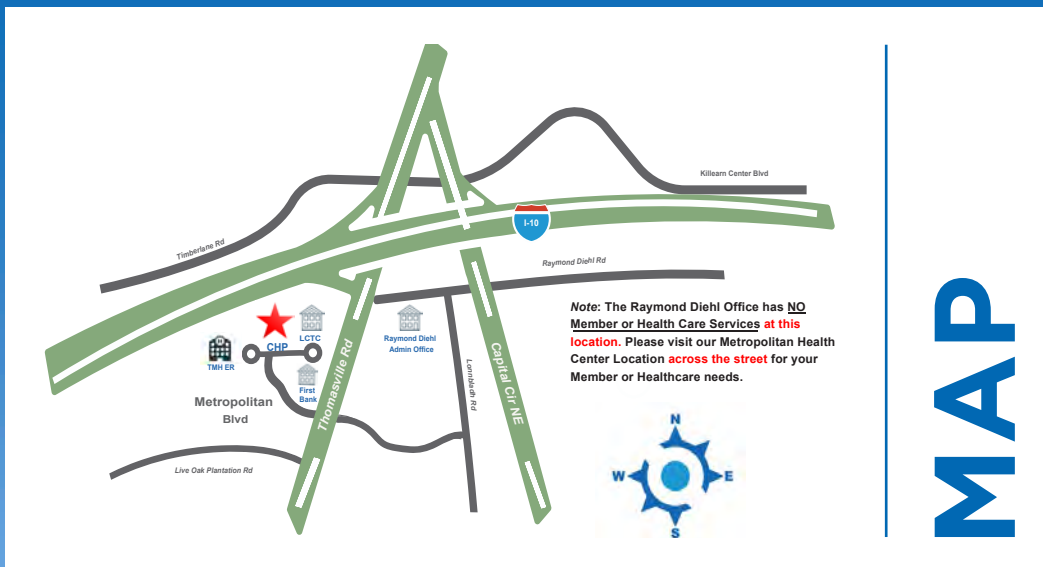 Killearn Center Blvd
I-10
Timberlane Rd
Raymond Diehl Rd
Note: The Raymond Diehl Office has NO
Member or Health Care Services at this
location. Please visit our Metropolitan Health
Center Location across the street for your
Member or Healthcare needs.
LCTC
CHP
TMH ER
Raymond Diehl
Admin Office
First
Bank
Metropolitan
Blvd
Thomasville Rd
Capital Cir NE
Lonnbladh Rd
Live Oak Plantation Rd
N
W
E
S
MAP